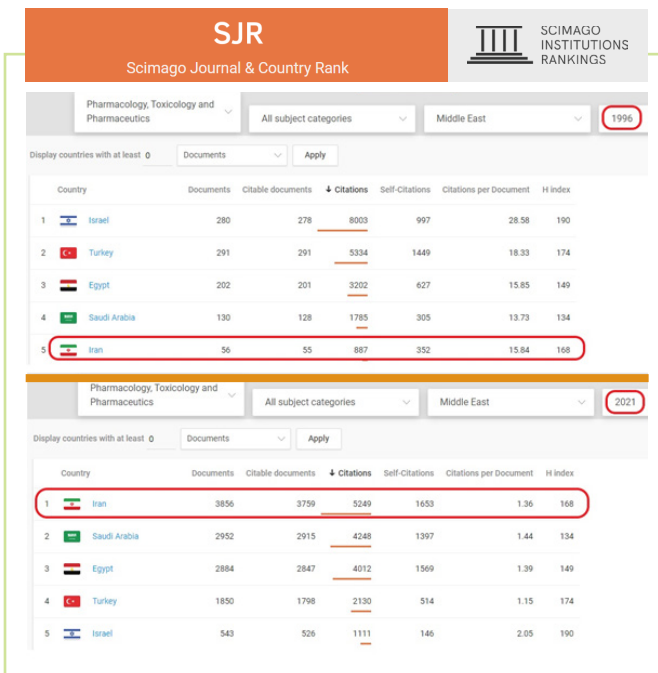 SJR
Scimago Journal & Country Rank
SCIMAGO
INSTITUTIONS
RANKINGS
Pharmacology, Toxicology and
Pharmaceutics
All subject categories
Middle East
1996
Display countries with at least 0 Documents Apply
Country Documents Citable documents ↓ Citations Self-Citations Citations per Document H index
1 Israel 280 278 8003 997 28.58 190
2 Turkey 291 291 5334 1449 18.33 174
3 Egypt 202 201 3202 627 15.85 149
4 Saudi Arabia 130 128 1785 305 13.73 134
5 Iran 56 55 887 352 15.84 168
Pharmacology, Toxicology and
Pharmaceutics
All subject categories
Middle East
2021
Display countries with at least 0 Documents Apply
Country Documents Citable documents ↓ Citations Self-Citations Citations per Document H index
1 Iran 3856 3759 5249 1653 1.36 168
2 Saudi Arabia 2952 2915 4248 1397 1.44 134
3 Egypt 2884 2847 4012 1569 1.39 149
4 Turkey 1850 1798 2130 514 1.15 174
5 Israel 543 526 1111 146 2.05 190